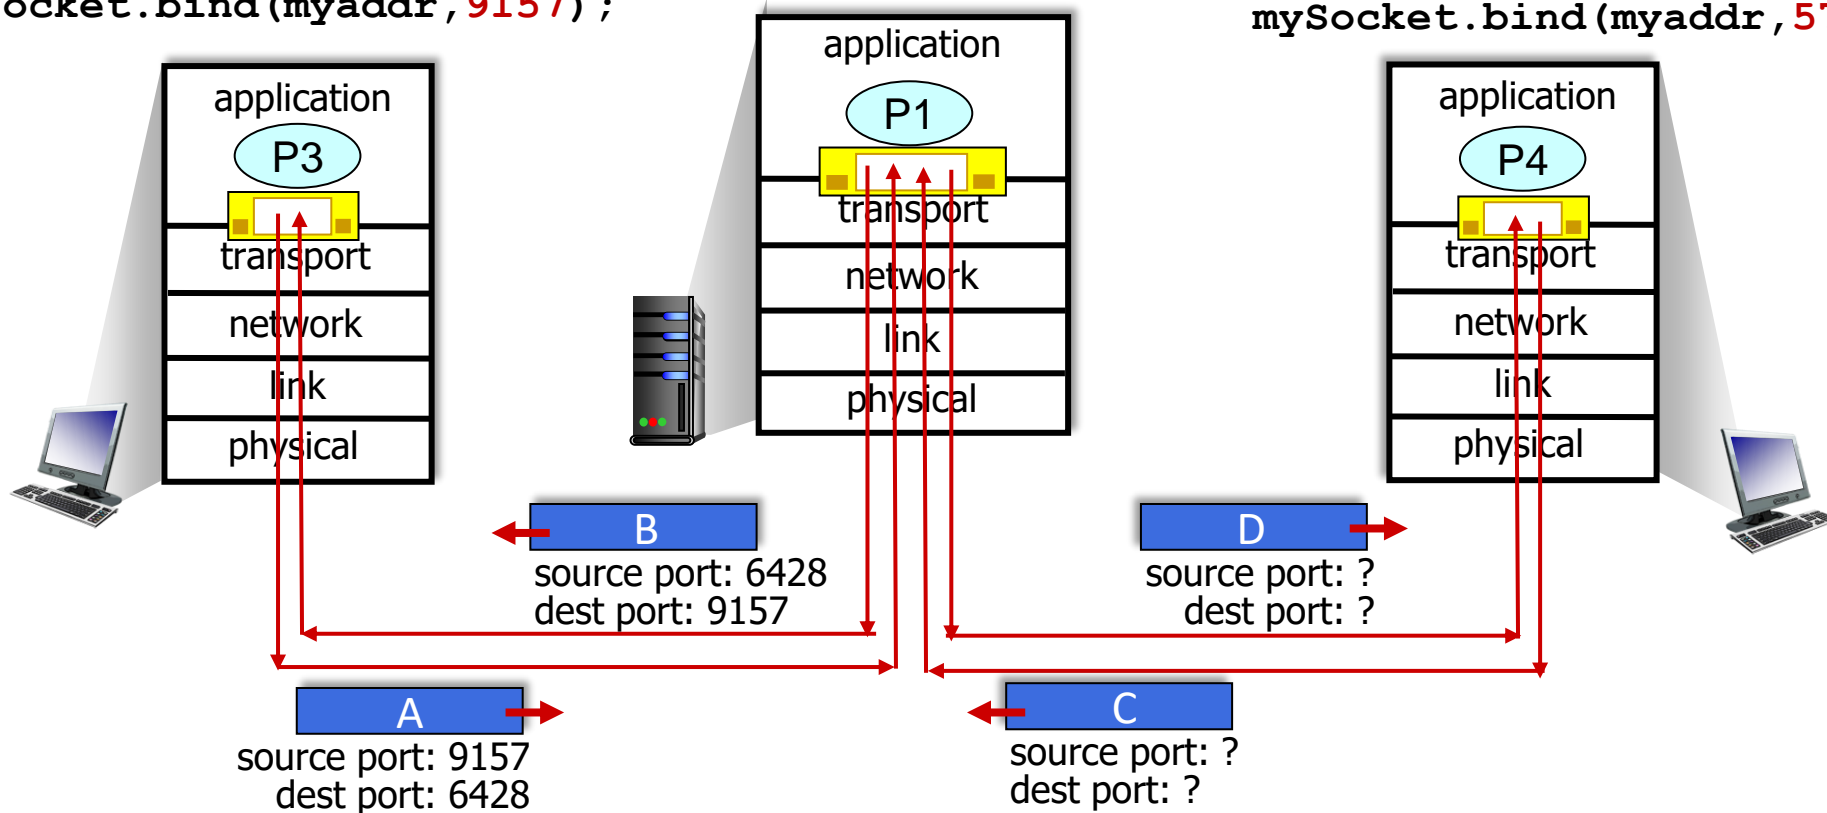 ocket.bind(myaddr,9157);
mySocket.bind(myaddr,57
application
P3
transport
network
link
physical
application
P1
transport
network
link
physical
application
P4
transport
network
link
physical
B
source port: 6428
dest port: 9157
D
source port: ?
dest port: ?
A
source port: 9157
dest port: 6428
C
source port: ?
dest port: ?